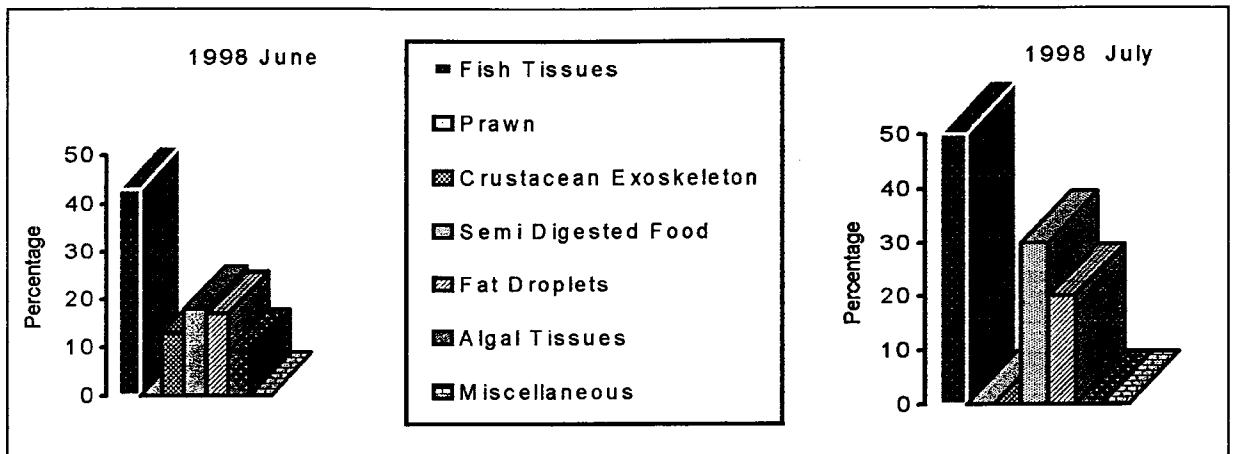 1998 June
Percentage
50
40
30
20
10
0
Fish Tissues
Prawn
Crustacean Exoskeleton
Semi Digested Food
Fat Droplets
Algal Tissues
Miscellaneous
1998 July
Percentage
50
40
30
20
10
0